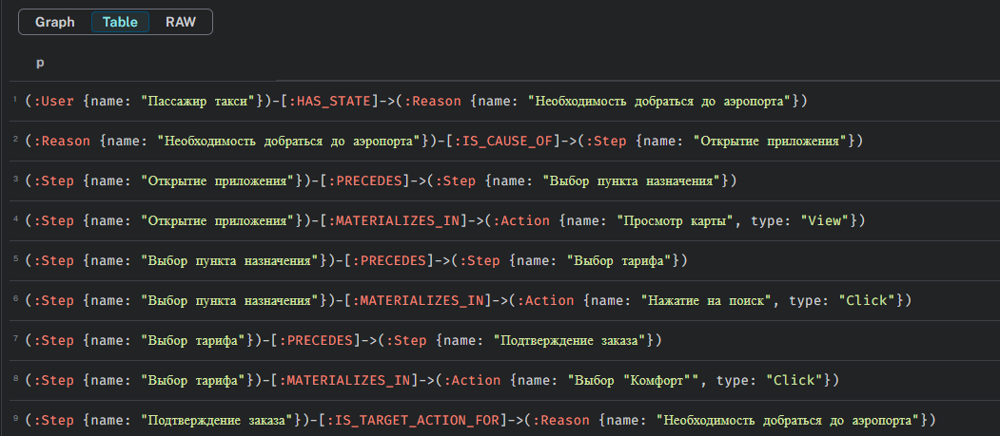 Graph Table RAW
p
1 (:User {name: "Пассажир такси"})-[:HAS_STATE]->(:Reason {name: "Необходимость добраться до аэропорта"})
2 (:Reason {name: "Необходимость добраться до аэропорта"})-[:IS_CAUSE_OF]->(:Step {name: "Открытие приложения"})
3 (:Step {name: "Открытие приложения"})-[:PRECEDES]->(:Step {name: "Выбор пункта назначения"})
4 (:Step {name: "Открытие приложения"})-[:MATERIALIZES_IN]->(:Action {name: "Просмотр карты", type: "View"})
5 (:Step {name: "Выбор пункта назначения"})-[:PRECEDES]->(:Step {name: "Выбор тарифа"})
6 (:Step {name: "Выбор пункта назначения"})-[:MATERIALIZES_IN]->(:Action {name: "Нажатие на поиск", type: "Click"})
7 (:Step {name: "Выбор тарифа"})-[:PRECEDES]->(:Step {name: "Подтверждение заказа"})
8 (:Step {name: "Выбор тарифа"})-[:MATERIALIZES_IN]->(:Action {name: "Выбор "Комфорт"", type: "Click"})
9 (:Step {name: "Подтверждение заказа"})-[:IS_TARGET_ACTION_FOR]->(:Reason {name: "Необходимость добраться до аэропорта"})